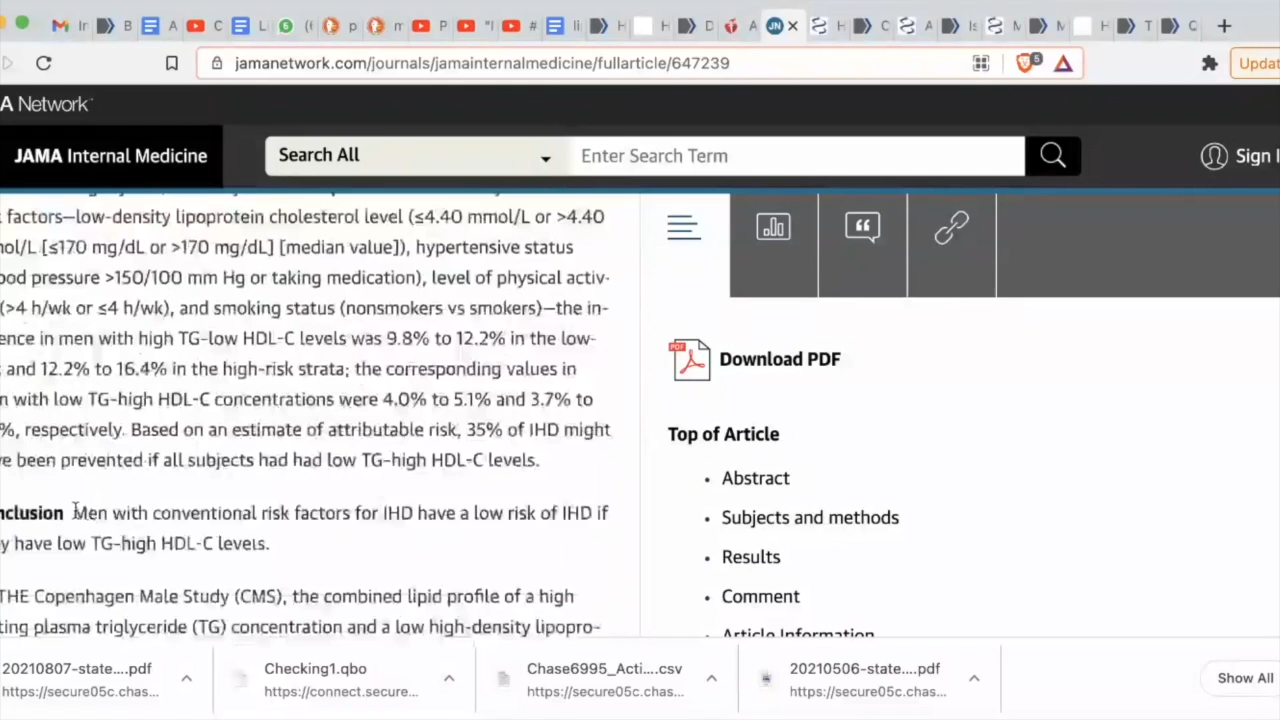 In
B
A
C
L
(
p
m
P
"
#
li
H
H
D
A
JN
H
C
A
Is
M
M
H
T
C
jamanetwork.com/journals/jamainternalmedicine/fullarticle/647239
5
Updat
A Network
JAMA Internal Medicine
Search All
Enter Search Term
Sign I
factors—low-density lipoprotein cholesterol level (≤4.40 mmol/L or >4.40
ol/L [≤170 mg/dL or >170 mg/dL] [median value]), hypertensive status
ood pressure >150/100 mm Hg or taking medication), level of physical activ-
(>4 h/wk or ≤4 h/wk), and smoking status (nonsmokers vs smokers)—the in-
ence in men with high TG–low HDL-C levels was 9.8% to 12.2% in the low-
and 12.2% to 16.4% in the high-risk strata; the corresponding values in
n with low TG–high HDL-C concentrations were 4.0% to 5.1% and 3.7% to
%, respectively. Based on an estimate of attributable risk, 35% of IHD might
ve been prevented if all subjects had had low TG–high HDL-C levels.
nclusion Men with conventional risk factors for IHD have a low risk of IHD if
y have low TG–high HDL-C levels.
THE Copenhagen Male Study (CMS), the combined lipid profile of a high
ting plasma triglyceride (TG) concentration and a low high-density lipopro-
PDF
Download PDF
Top of Article
• Abstract
• Subjects and methods
• Results
• Comment
Article Information
20210807-state....pdf
https://secure05c.chas...
Checking1.qbo
https://connect.secure...
Chase6995_Acti....csv
https://secure05c.chas...
20210506-state....pdf
https://secure05c.chas...
Show All